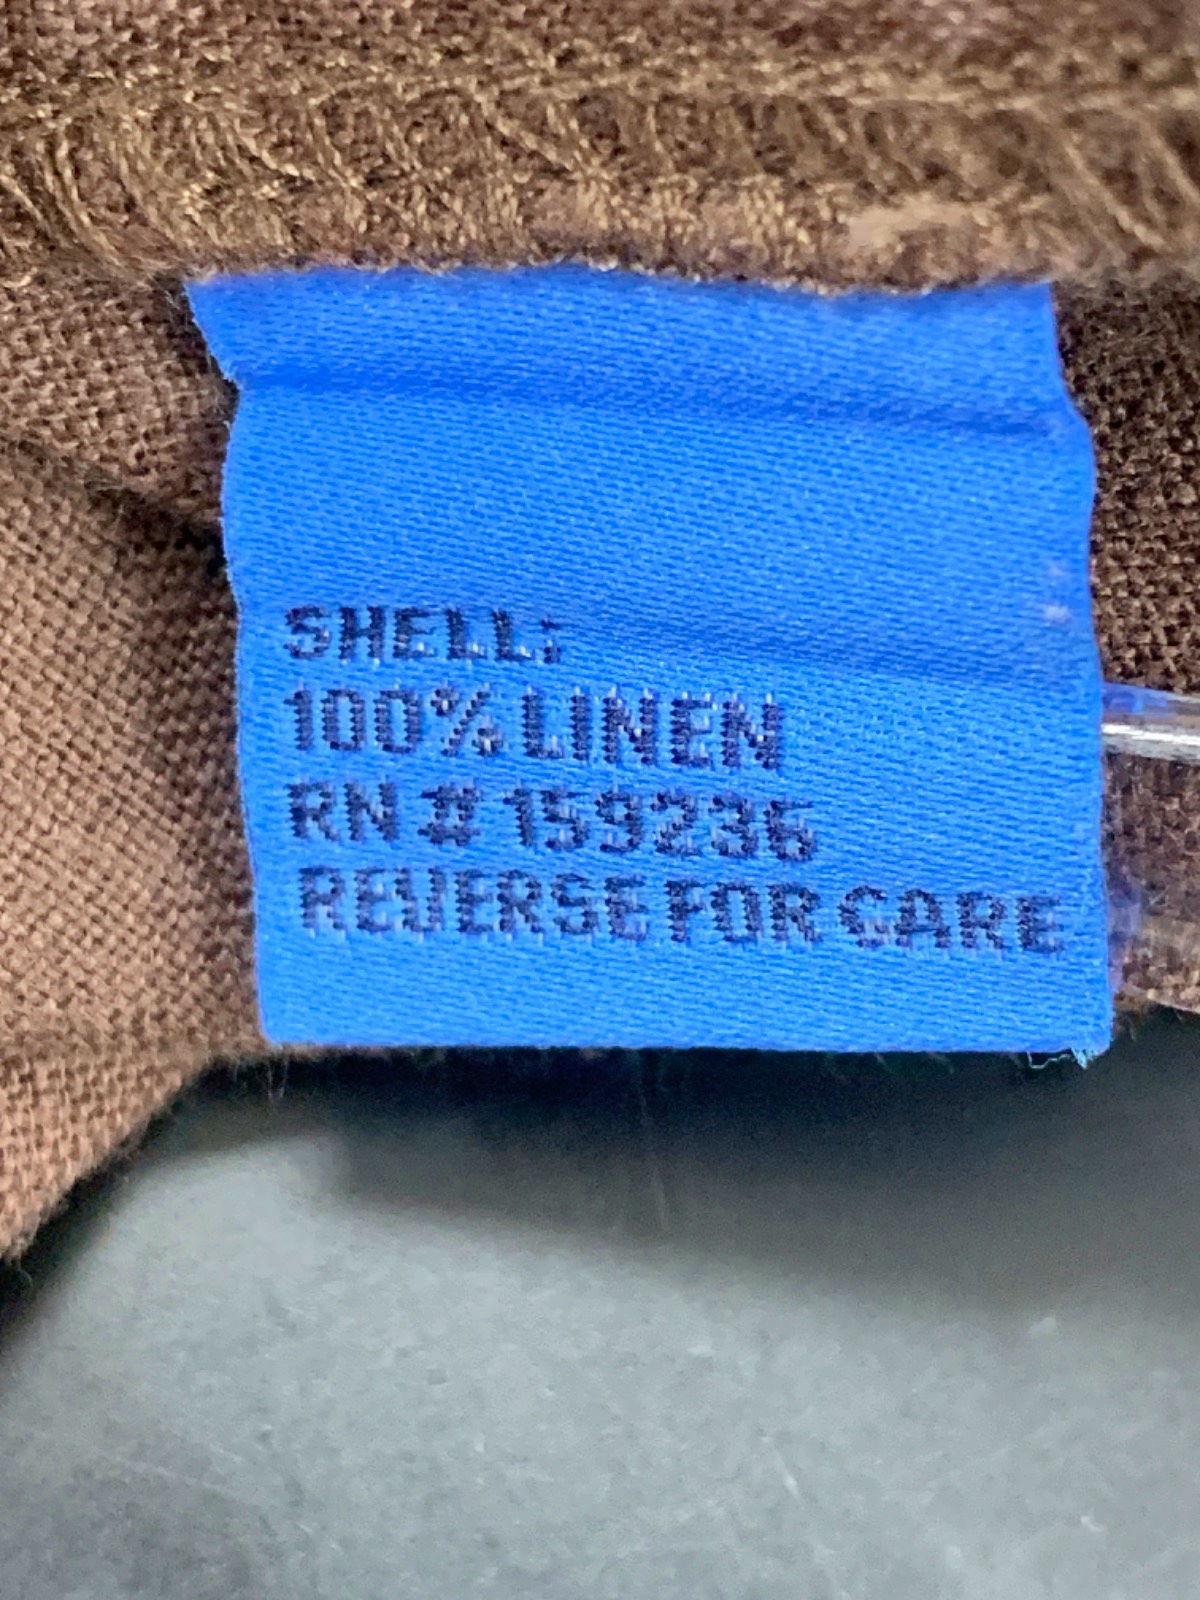 SHELL:
100% LINEN
RN # 159236
REVERSE FOR CARE